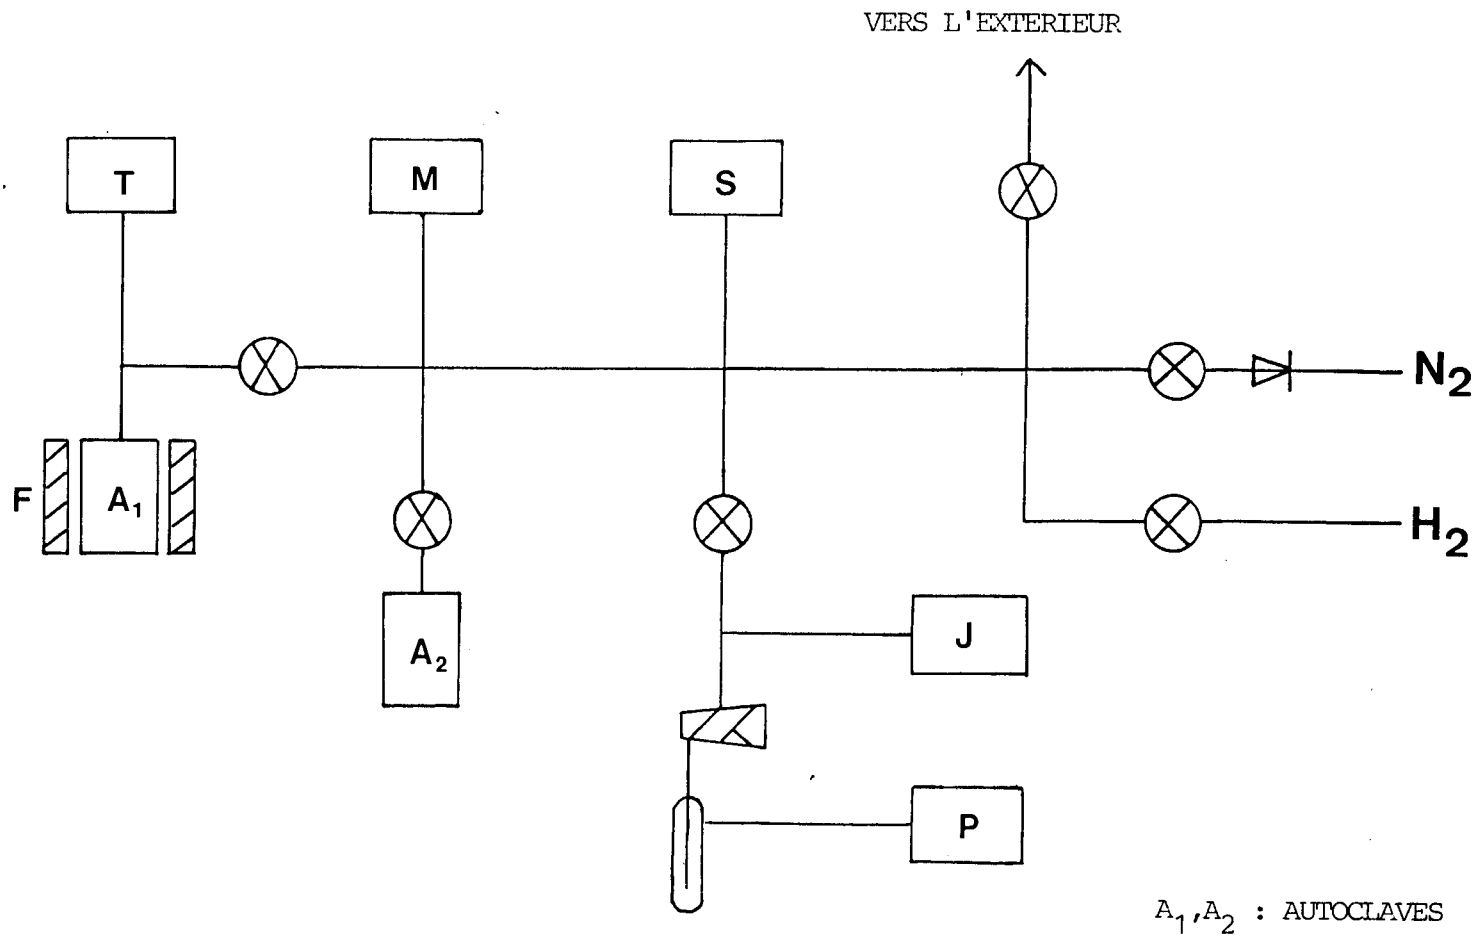 VERS L'EXTERIEUR
T
M
S
N2
F
A1
H2
A2
J
P
A1,A2 : AUTOCLAVES